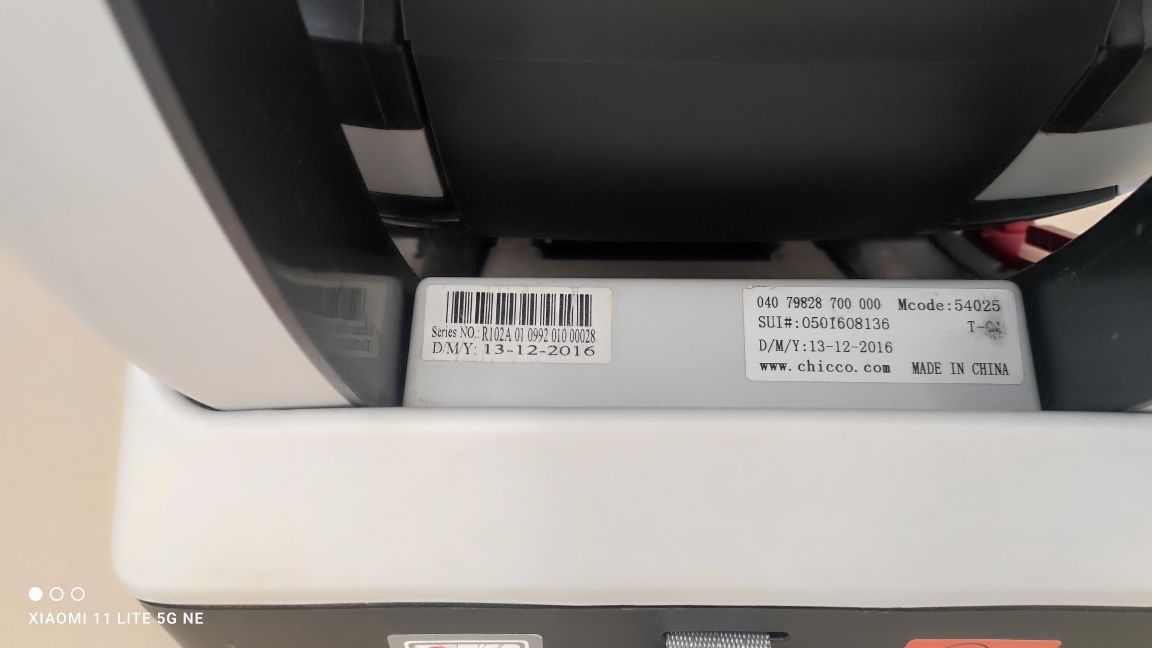 Series NO.: R102A 01 0992 010 00028
D/M/Y: 13-12-2016
040 79828 700 000 Mcode:54025
SUI#:0501608136
D/M/Y:13-12-2016
www.chicco.com MADE IN CHINA
XIAOMI 11 LITE 5G NE